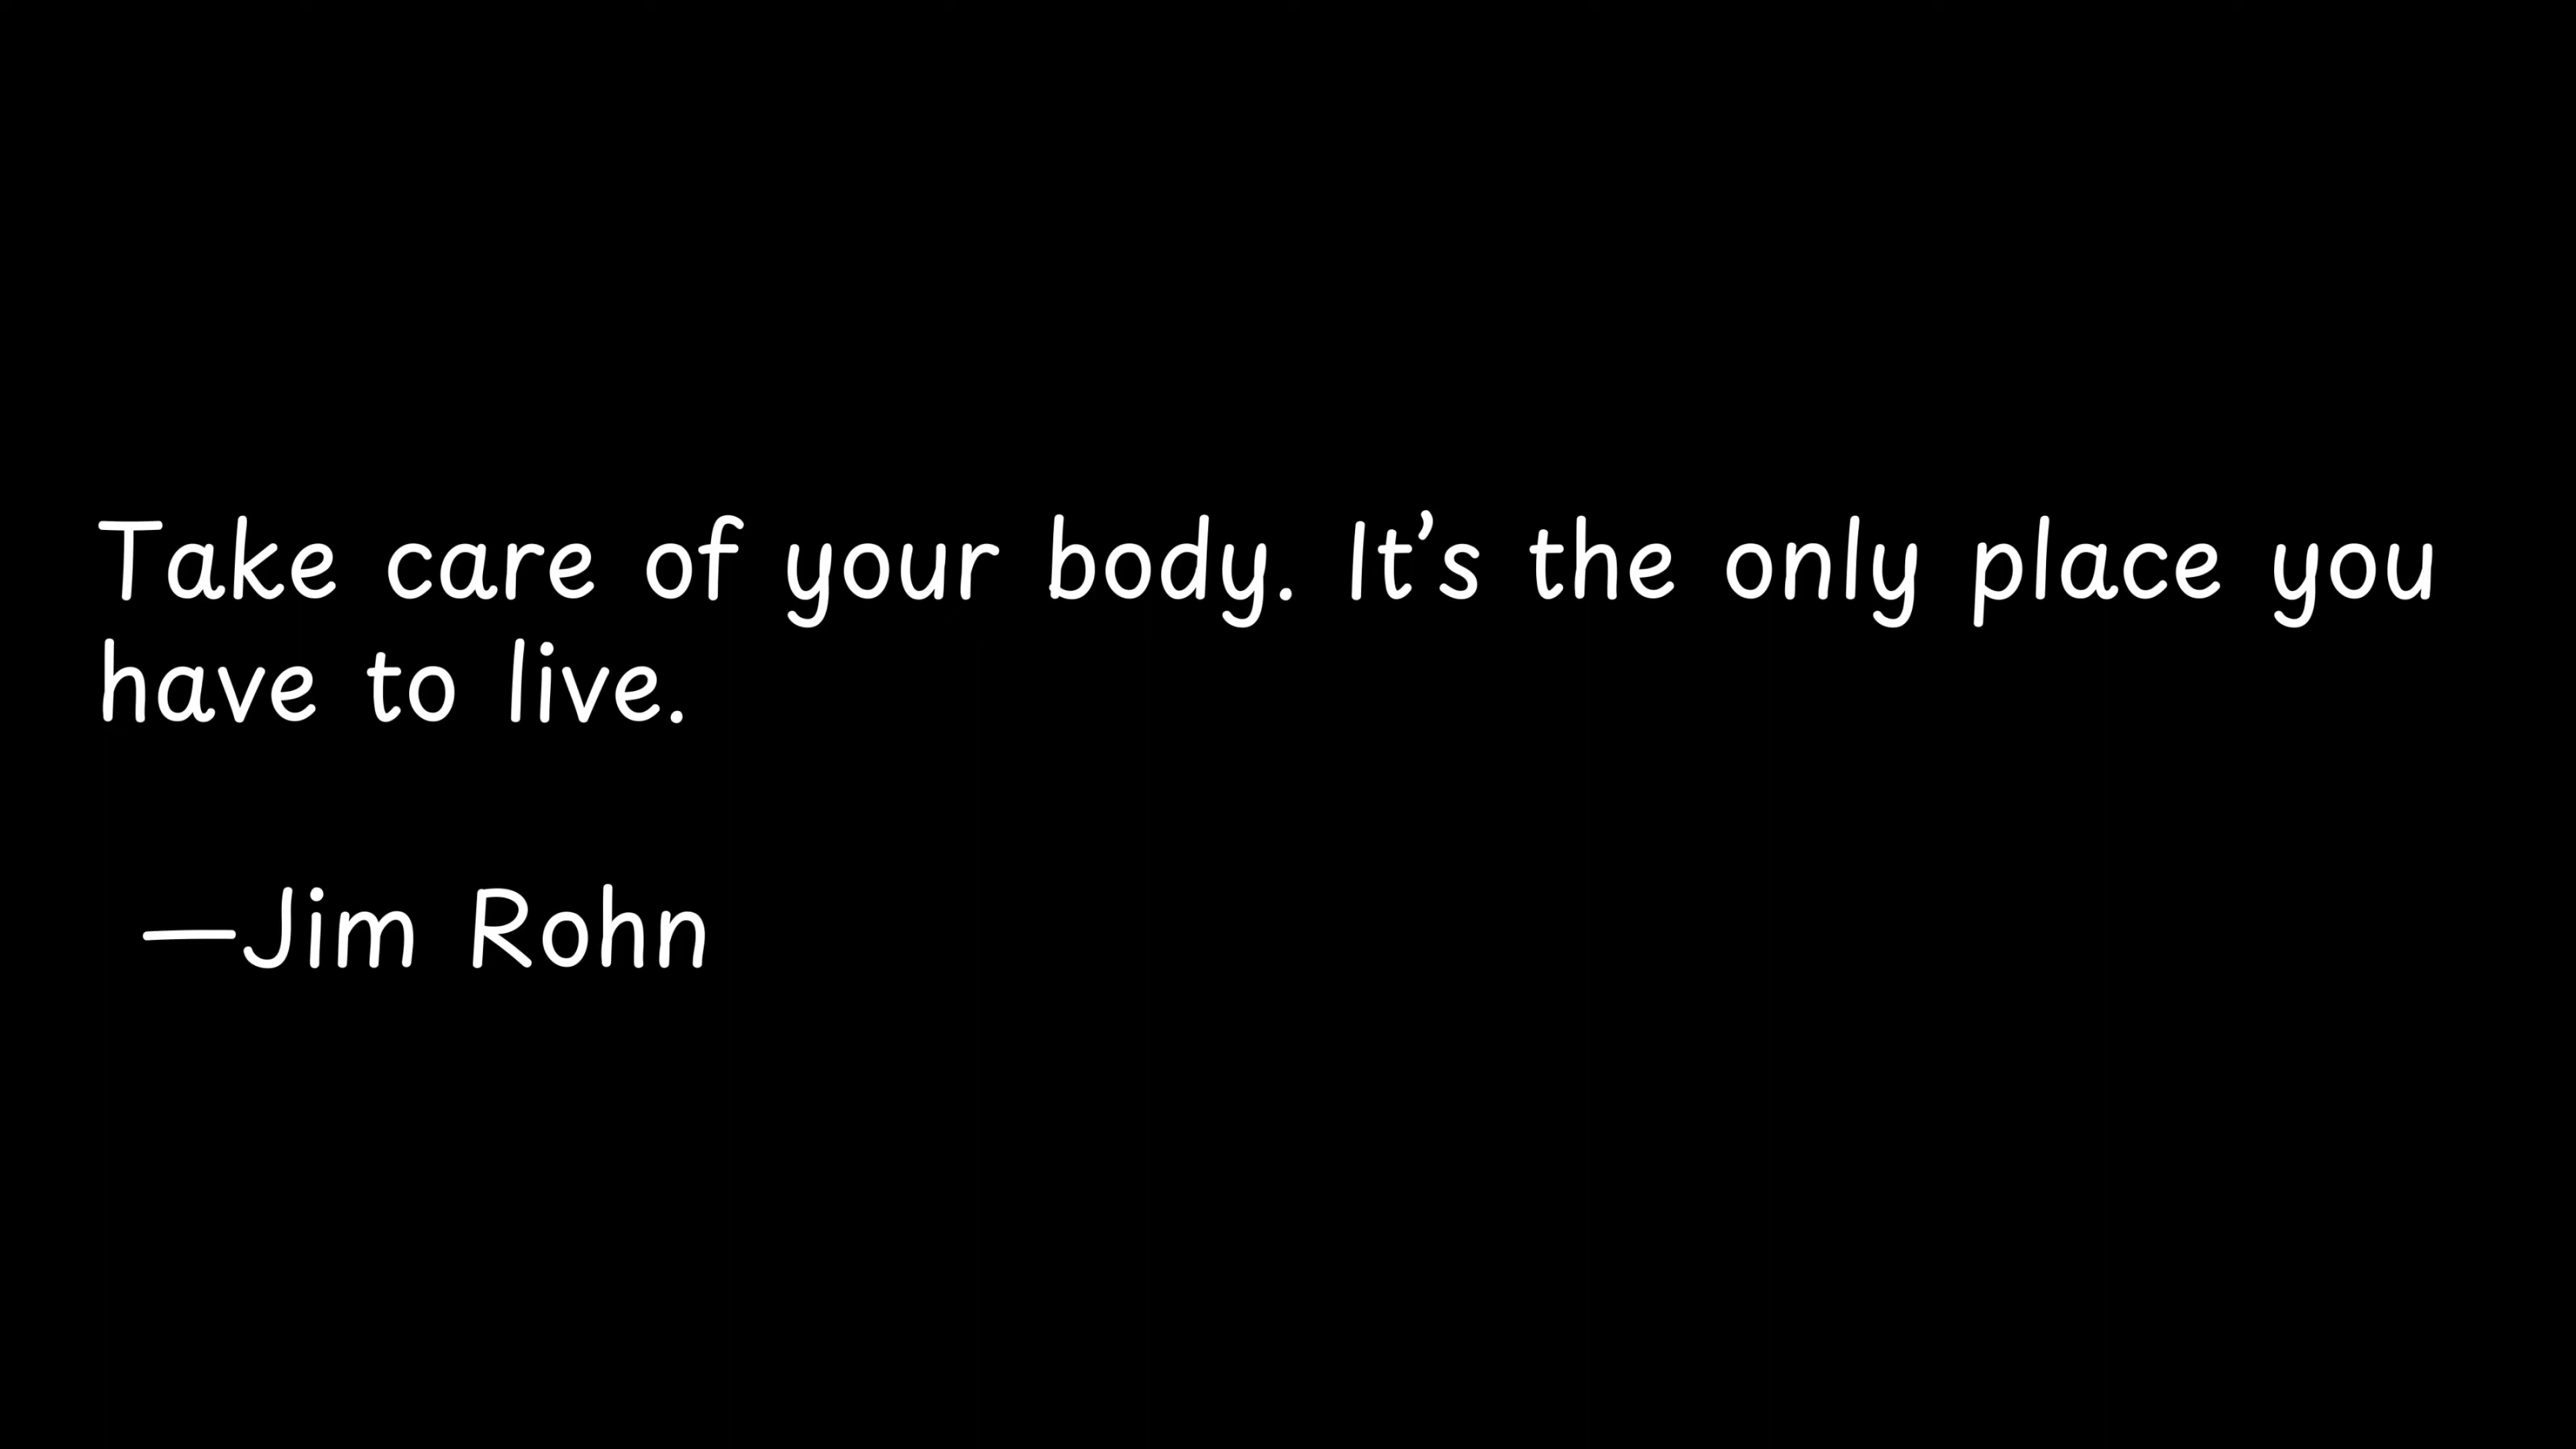 Take care of your body. It’s the only place you
have to live.
—Jim Rohn